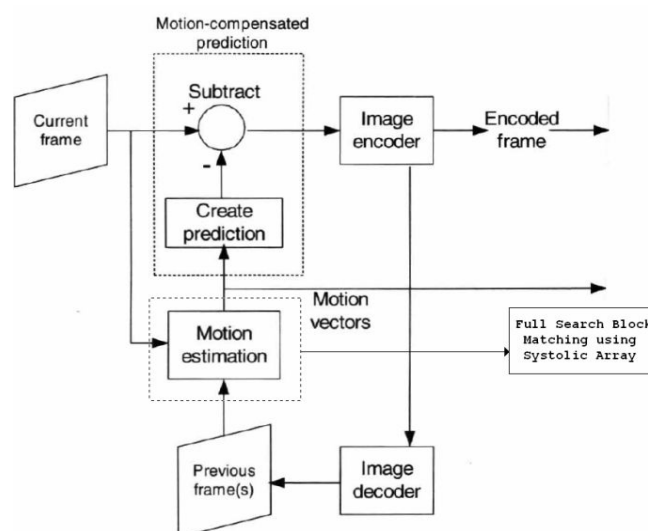 Motion-compensated
prediction
Subtract
+
-
Current
frame
Image
encoder
Encoded
frame
Create
prediction
Motion
vectors
Motion
estimation
Full Search Block
Matching using
Systolic Array
Previous
frame(s)
Image
decoder